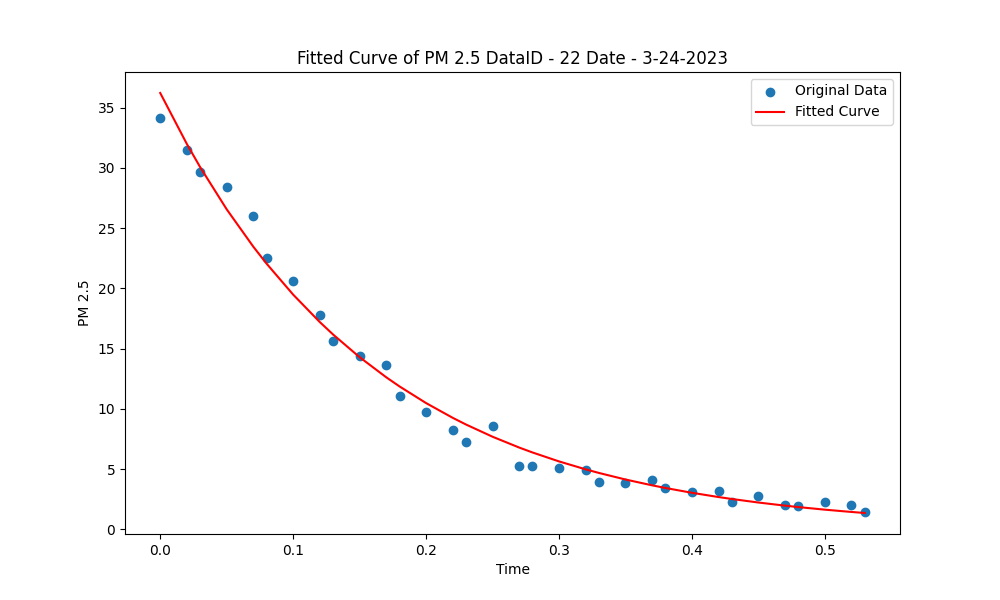 Fitted Curve of PM 2.5 DataID - 22 Date - 3-24-2023
Original Data
Fitted Curve
35
30
25
20
15
10
5
0
PM 2.5
0.0 0.1 0.2 0.3 0.4 0.5
Time